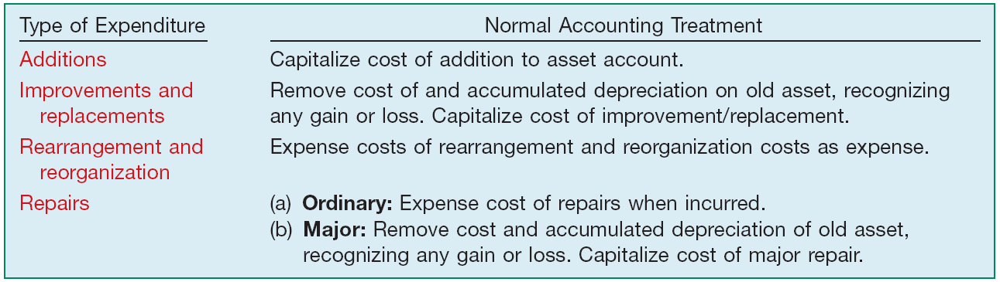 Type of Expenditure Normal Accounting Treatment
Additions Capitalize cost of addition to asset account.
Improvements and Remove cost of and accumulated depreciation on old asset, recognizing
replacements any gain or loss. Capitalize cost of improvement/replacement.
Rearrangement and Expense costs of rearrangement and reorganization costs as expense.
reorganization
Repairs (a) Ordinary: Expense cost of repairs when incurred.
(b) Major: Remove cost and accumulated depreciation of old asset,
recognizing any gain or loss. Capitalize cost of major repair.